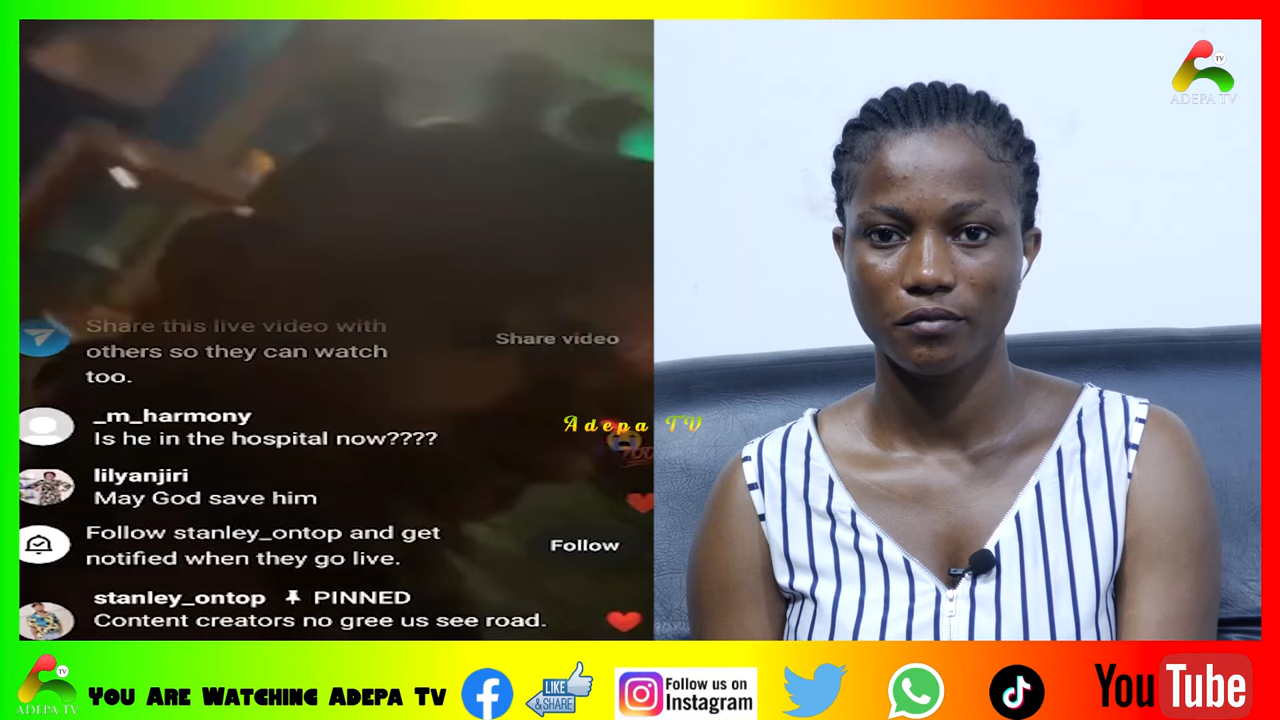 TV
ADEPA TV
Share this live video with
others so they can watch
too.
Share video
_m_harmony
Is he in the hospital now????
Adepa TV
100
lilyanjiri
May God save him
Follow stanley_ontop and get
notified when they go live.
Follow
stanley_ontop PINNED
Content creators no gree us see road.
TV
ADEPA TV
You Are Watching Adepa Tv
LIKE
& SHARE
Follow us on
Instagram
YouTube